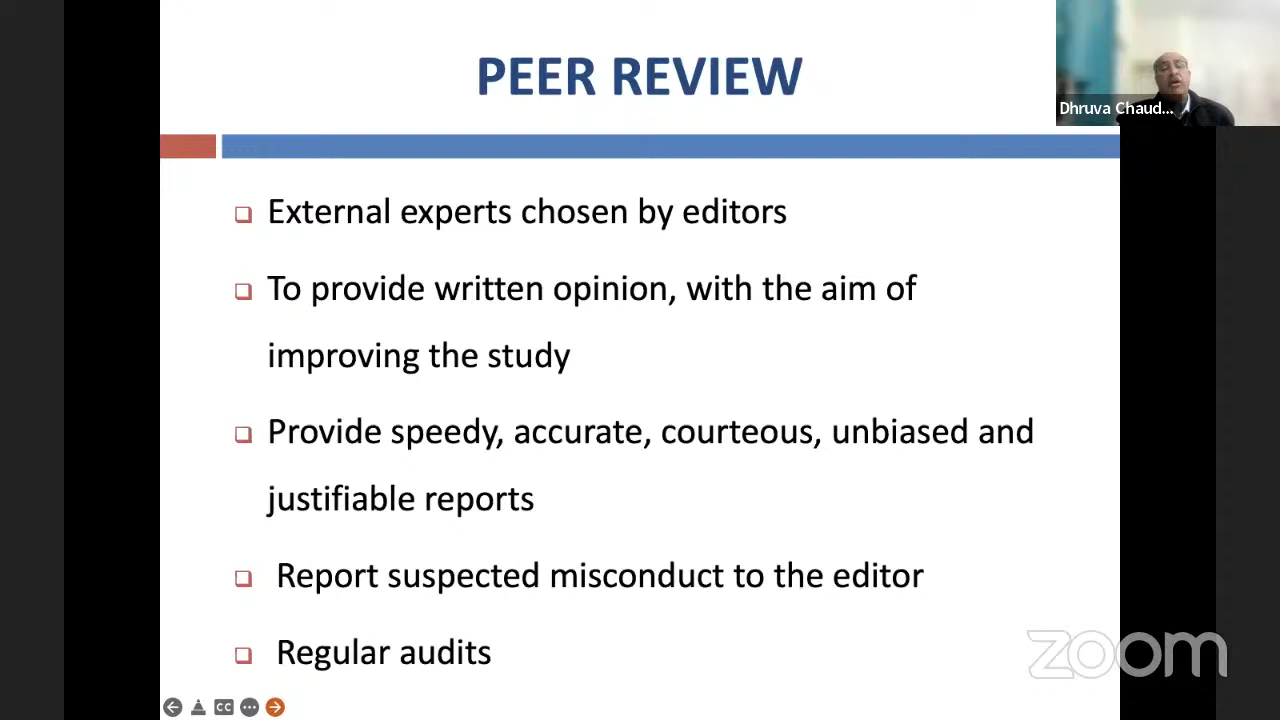 PEER REVIEW
Dhruva Chaud...
External experts chosen by editors
To provide written opinion, with the aim of
improving the study
Provide speedy, accurate, courteous, unbiased and
justifiable reports
Report suspected misconduct to the editor
Regular audits
zoom
CC